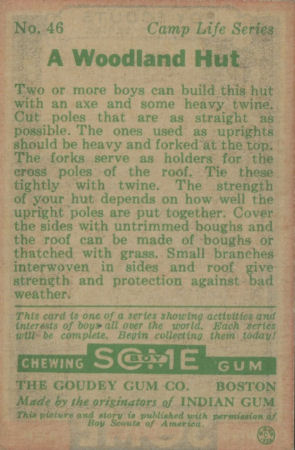 No. 46 Camp Life Series
A Woodland Hut
Two or more boys can build this hut
with an axe and some heavy twine.
Cut poles that are as straight as
possible. The ones used as uprights
should be heavy and forked at the top.
The forks serve as holders for the
cross poles of the roof. Tie these
tightly with twine. The strength
of your hut depends on how well the
upright poles are put together. Cover
the sides with untrimmed boughs and
the roof can be made of boughs or
thatched with grass. Small branches
interwoven in sides and roof give
strength and protection against bad
weather.
This card is one of a series showing activities and
interests of boys all over the world. Each series
will be complete. Begin collecting them today!
CHEWING SOME BOY GUM
THE GOUDEY GUM CO. BOSTON
Made by the originators of INDIAN GUM
This picture and story is published with permission of
Boy Scouts of America.